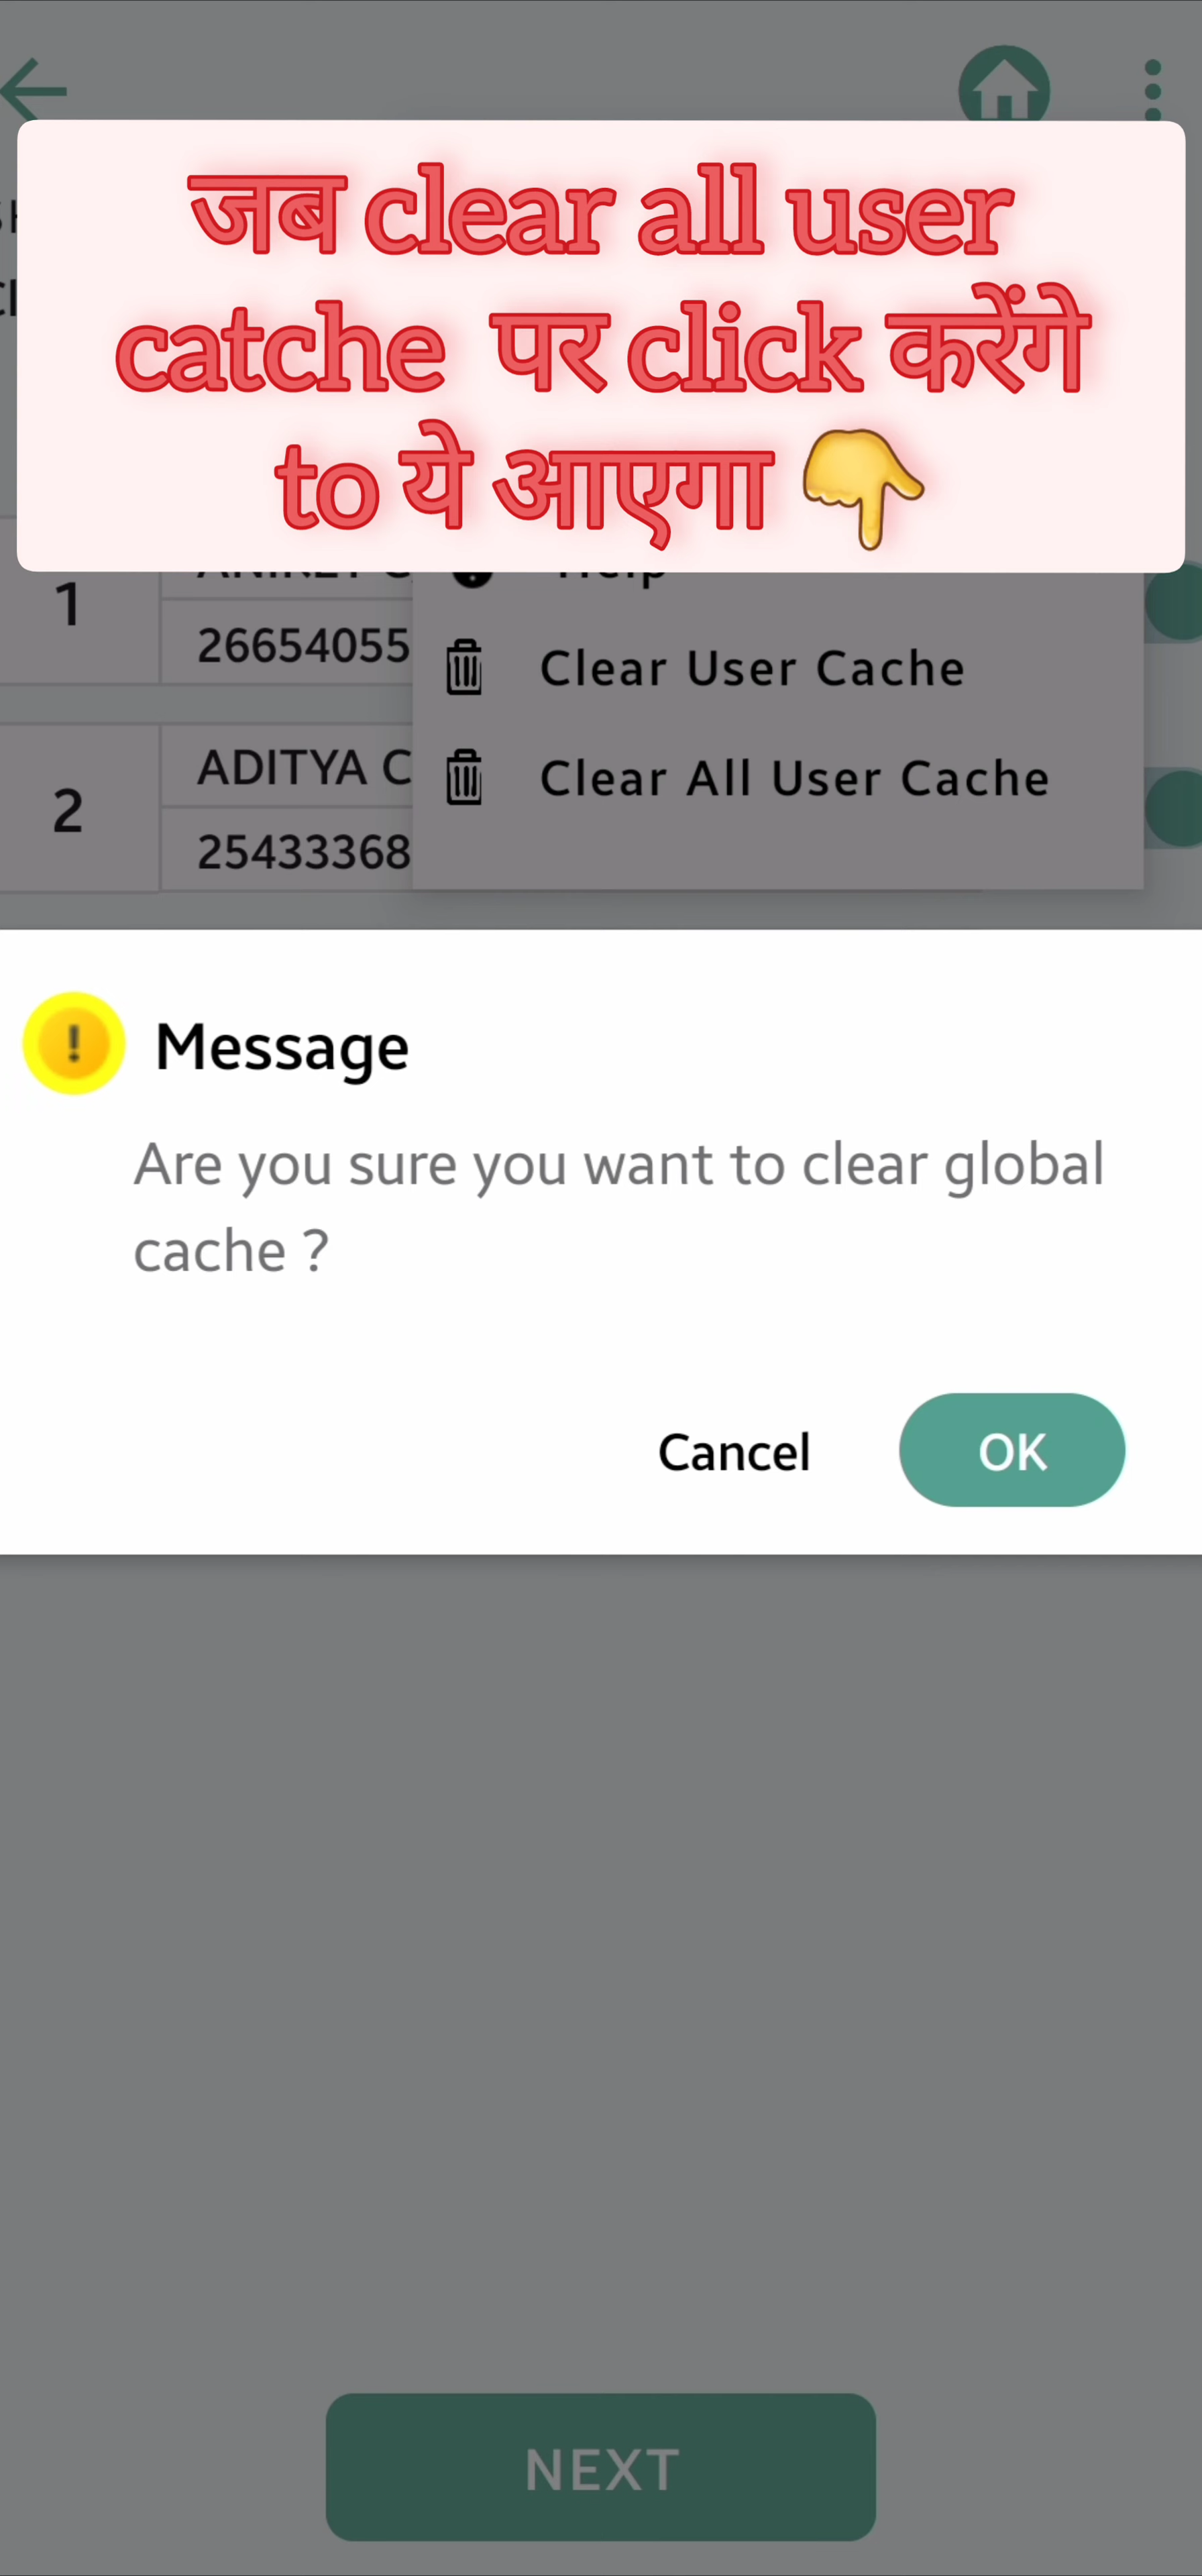 जब clear all user
catche पर click करेंगे
to ये आएगा 👇
1
26654055
Help
Clear User Cache
2
ADITYA C
25433368
Clear All User Cache
Message
Are you sure you want to clear global
cache ?
Cancel
OK
NEXT